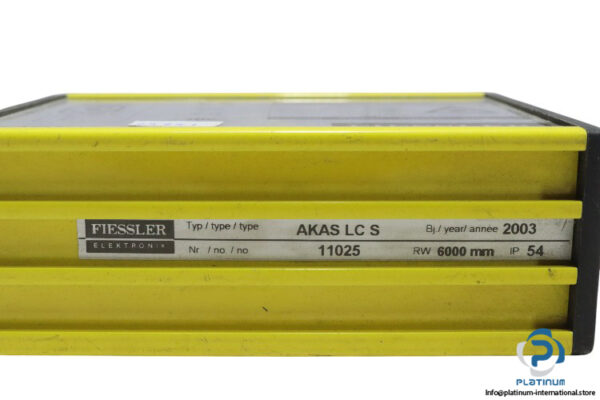 FIESSLER Typ / type / type AKAS LC S Bj./ year/ année 2003
ELEKTRONIK Nr / no / no 11025 RW 6000 mm IP 54
PLATINUM
info@platinum-international.store